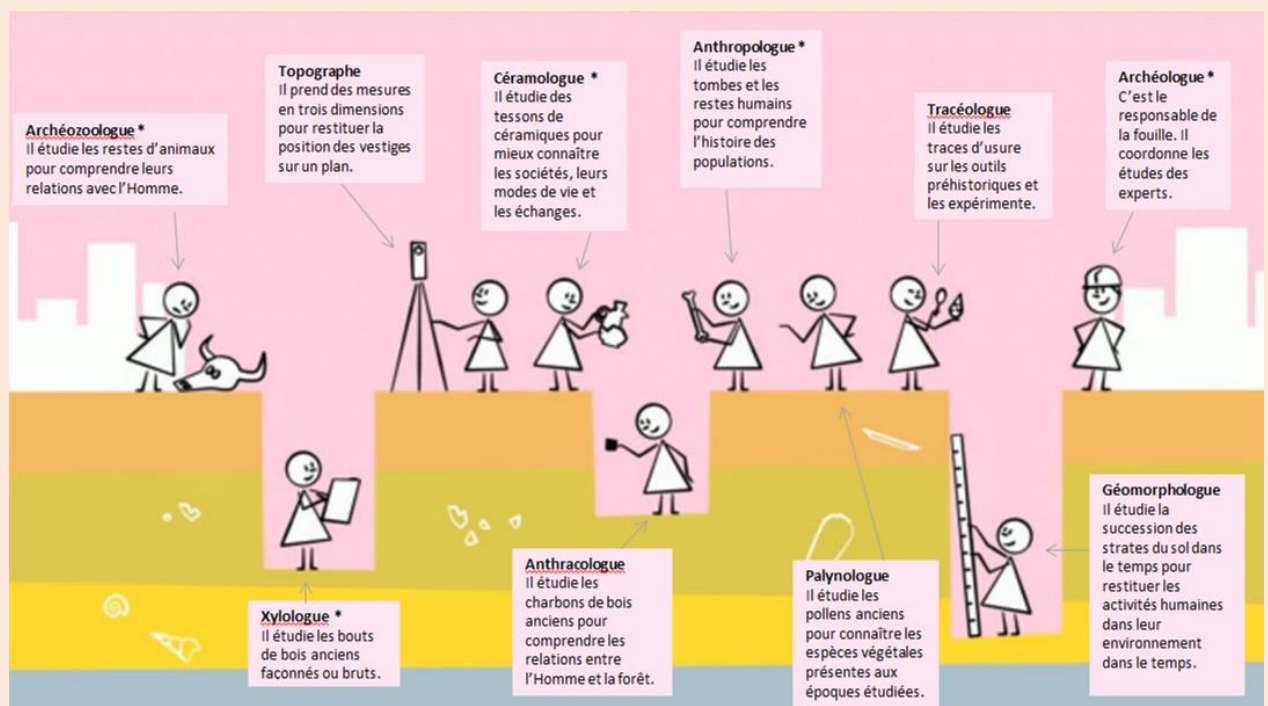 Archéozoologue *
Il étudie les restes d’animaux
pour comprendre leurs
relations avec l’Homme.
Topographe
Il prend des mesures
en trois dimensions
pour restituer la
position des vestiges
sur un plan.
Céramologue *
Il étudie des
tessons de
céramiques pour
mieux connaître
les sociétés, leurs
modes de vie et
les échanges.
Anthropologue *
Il étudie les
tombes et les
restes humains
pour comprendre
l’histoire des
populations.
Tracéologue
Il étudie les
traces d’usure
sur les outils
préhistoriques et
les expérimente.
Archéologue *
C’est le
responsable de
la fouille. Il
coordonne les
études des
experts.
Xylologue *
Il étudie les bouts
de bois anciens
façonnés ou bruts.
Anthracologue
Il étudie les
charbons de bois
anciens pour
comprendre les
relations entre
l’Homme et la forêt.
Palynologue
Il étudie les
pollens anciens
pour connaître les
espèces végétales
présentes aux
époques étudiées.
Géomorphologue
Il étudie la
succession des
strates du sol dans
le temps pour
restituer les
activités humaines
dans leur
environnement
dans le temps.